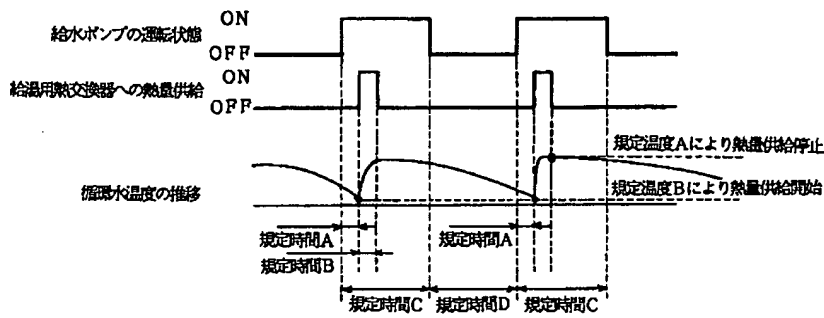 ON
給水ポンプの運転状態
OFF
ON
給湯用熱交換器への熱量供給
OFF
規定温度Aにより熱量供給停止
循環水温度の推移
規定温度Bにより熱量供給開始
規定時間A
規定時間A
規定時間B
規定時間C
規定時間D
規定時間C